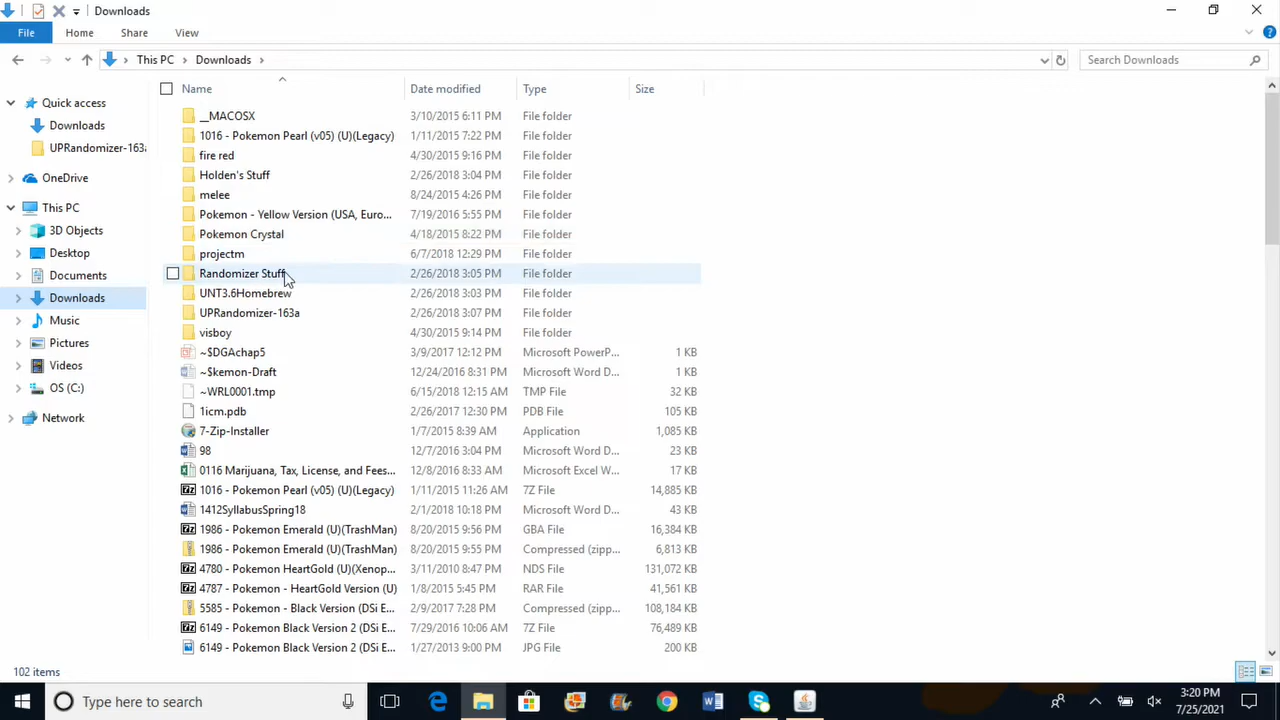 Downloads
File Home Share View
This PC Downloads Search Downloads
Name Date modified Type Size
Quick access
Downloads
UPRandomizer-163a
OneDrive
This PC
3D Objects
Desktop
Documents
Downloads
Music
Pictures
Videos
OS (C:)
Network
__MACOSX 3/10/2015 6:11 PM File folder
1016 - Pokemon Pearl (v05) (U)(Legacy) 1/11/2015 7:22 PM File folder
fire red 4/30/2015 9:16 PM File folder
Holden's Stuff 2/26/2018 3:04 PM File folder
melee 8/24/2015 4:26 PM File folder
Pokemon - Yellow Version (USA, Euro... 7/19/2016 5:55 PM File folder
Pokemon Crystal 4/18/2015 8:22 PM File folder
projectm 6/7/2018 12:29 PM File folder
Randomizer Stuff 2/26/2018 3:05 PM File folder
UNT3.6Homebrew 2/26/2018 3:03 PM File folder
UPRandomizer-163a 2/26/2018 3:07 PM File folder
visboy 4/30/2015 9:14 PM File folder
~$DGAchap5 3/9/2017 12:12 PM Microsoft PowerP... 1 KB
~$kemon-Draft 12/24/2016 8:31 PM Microsoft Word D... 1 KB
~WRL0001.tmp 6/15/2018 12:15 AM TMP File 32 KB
1icm.pdb 2/26/2017 12:30 PM PDB File 105 KB
7-Zip-Installer 1/7/2015 8:39 AM Application 1,085 KB
98 12/7/2016 3:04 PM Microsoft Word D... 23 KB
0116 Marijuana, Tax, License, and Fees... 12/8/2016 8:33 AM Microsoft Excel W... 17 KB
1016 - Pokemon Pearl (v05) (U)(Legacy) 1/11/2015 11:26 AM 7Z File 14,885 KB
1412SyllabusSpring18 2/1/2018 10:18 PM Microsoft Word D... 43 KB
1986 - Pokemon Emerald (U)(TrashMan) 8/20/2015 9:56 PM GBA File 16,384 KB
1986 - Pokemon Emerald (U)(TrashMan) 8/20/2015 9:55 PM Compressed (zipp... 6,813 KB
4780 - Pokemon HeartGold (U)(Xenop... 3/11/2010 8:47 PM NDS File 131,072 KB
4787 - Pokemon - HeartGold Version (U) 1/8/2015 5:45 PM RAR File 41,561 KB
5585 - Pokemon - Black Version (DSi E... 2/9/2017 7:28 PM Compressed (zipp... 108,184 KB
6149 - Pokemon Black Version 2 (DSi E... 7/29/2016 10:06 AM 7Z File 76,489 KB
6149 - Pokemon Black Version 2 (DSi E... 1/27/2013 9:00 PM JPG File 200 KB
102 items
Type here to search
3:20 PM
7/25/2021